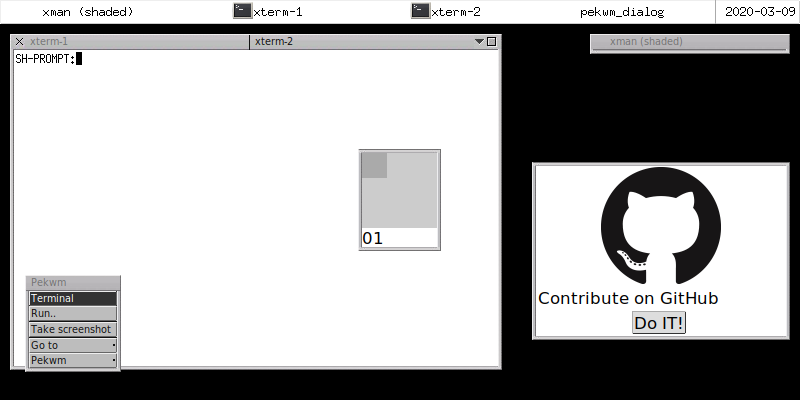 xman (shaded)
xterm-1
xterm-2
pekwm_dialog
2020-03-09
xterm-1
xterm-2
xman (shaded)
SH-PROMPT:
01
Pekwm
Terminal
Run..
Take screenshot
Go to
Pekwm
Contribute on GitHub
Do IT!